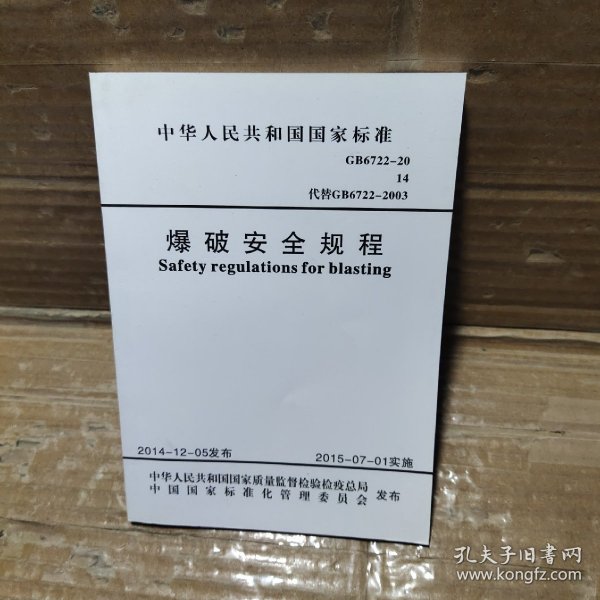 中华人民共和国国家标准
GB6722-20
14
代替GB6722-2003
爆破安全规程
Safety regulations for blasting
2014-12-05发布
2015-07-01实施
中华人民共和国国家质量监督检验检疫总局
中国国家标准化管理委员会
发布
孔夫子旧書网
www.kongfz.com